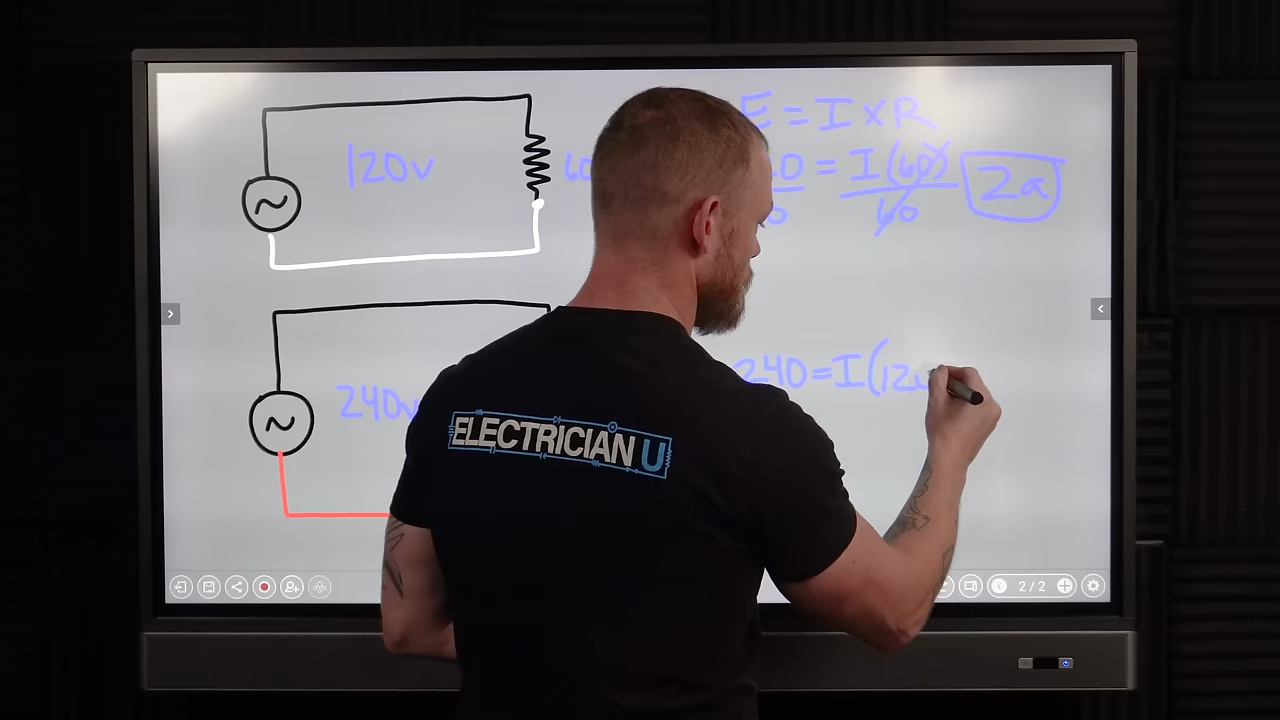 E = I x R
120v
= I (60) 2a
60
240v
240=I(12
ELECTRICIAN U
2/2